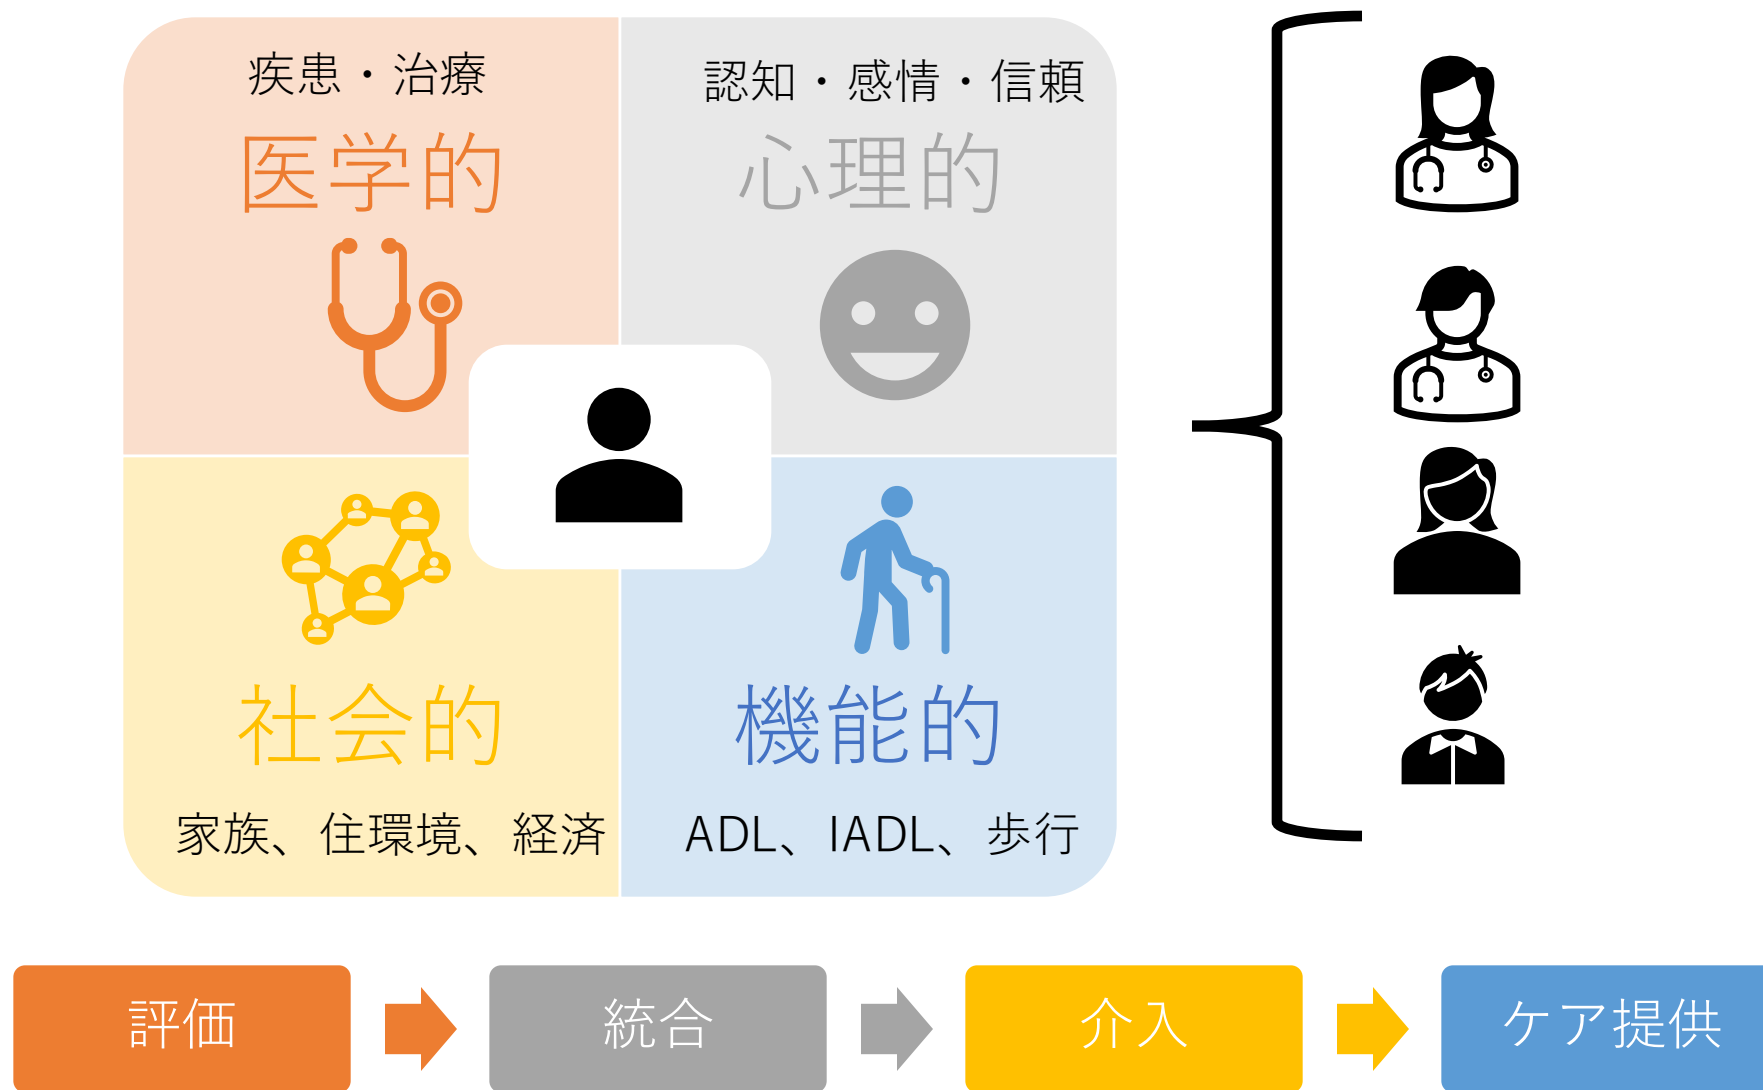 疾患・治療
医学的
認知・感情・信頼
心理的
社会的
家族、住環境、経済
機能的
ADL、IADL、歩行
評価
統合
介入
ケア提供